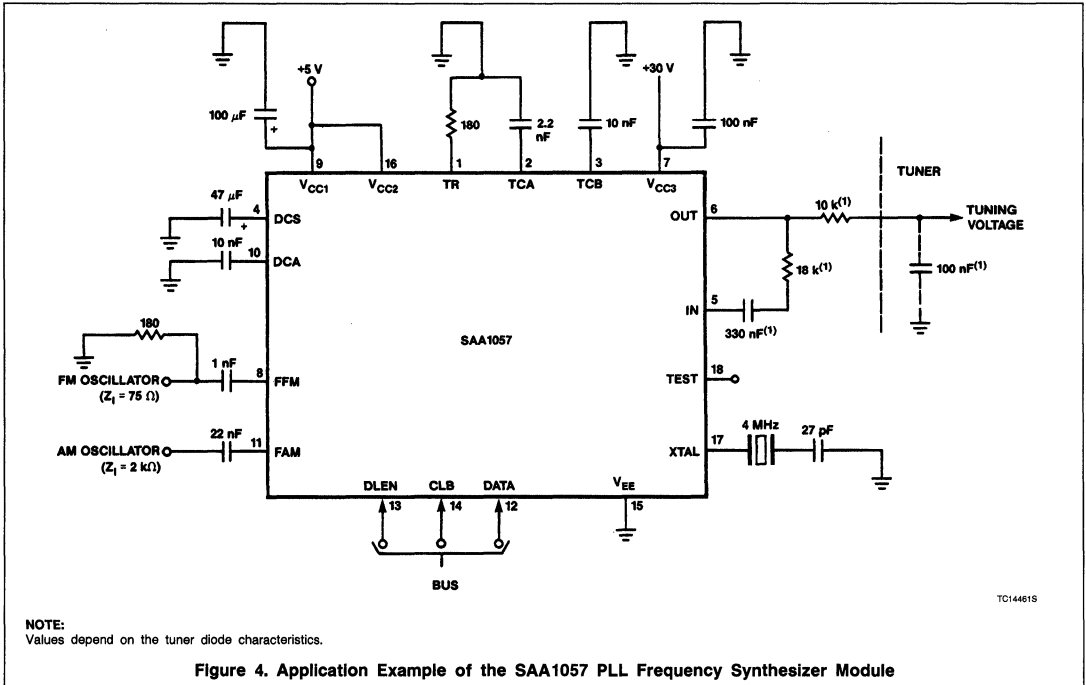 +5 V
+30 V
100 µF
+
180
2.2
nF
10 nF
100 nF
9
16
1
2
3
7
VCC1
VCC2
TR
TCA
TCB
VCC3
TUNER
47 µF
+
4
DCS
OUT
6
10 k(1)
TUNING
VOLTAGE
10 nF
10
DCA
18 k(1)
100 nF(1)
IN
5
330 nF(1)
180
SAA1057
1 nF
FM OSCILLATOR
(ZI = 75 Ω)
8
FFM
TEST
18
22 nF
AM OSCILLATOR
(ZI = 2 kΩ)
11
FAM
XTAL
17
4 MHz
27 pF
DLEN
CLB
DATA
VEE
13
14
12
15
BUS
TC14461S
NOTE:
Values depend on the tuner diode characteristics.
Figure 4. Application Example of the SAA1057 PLL Frequency Synthesizer Module